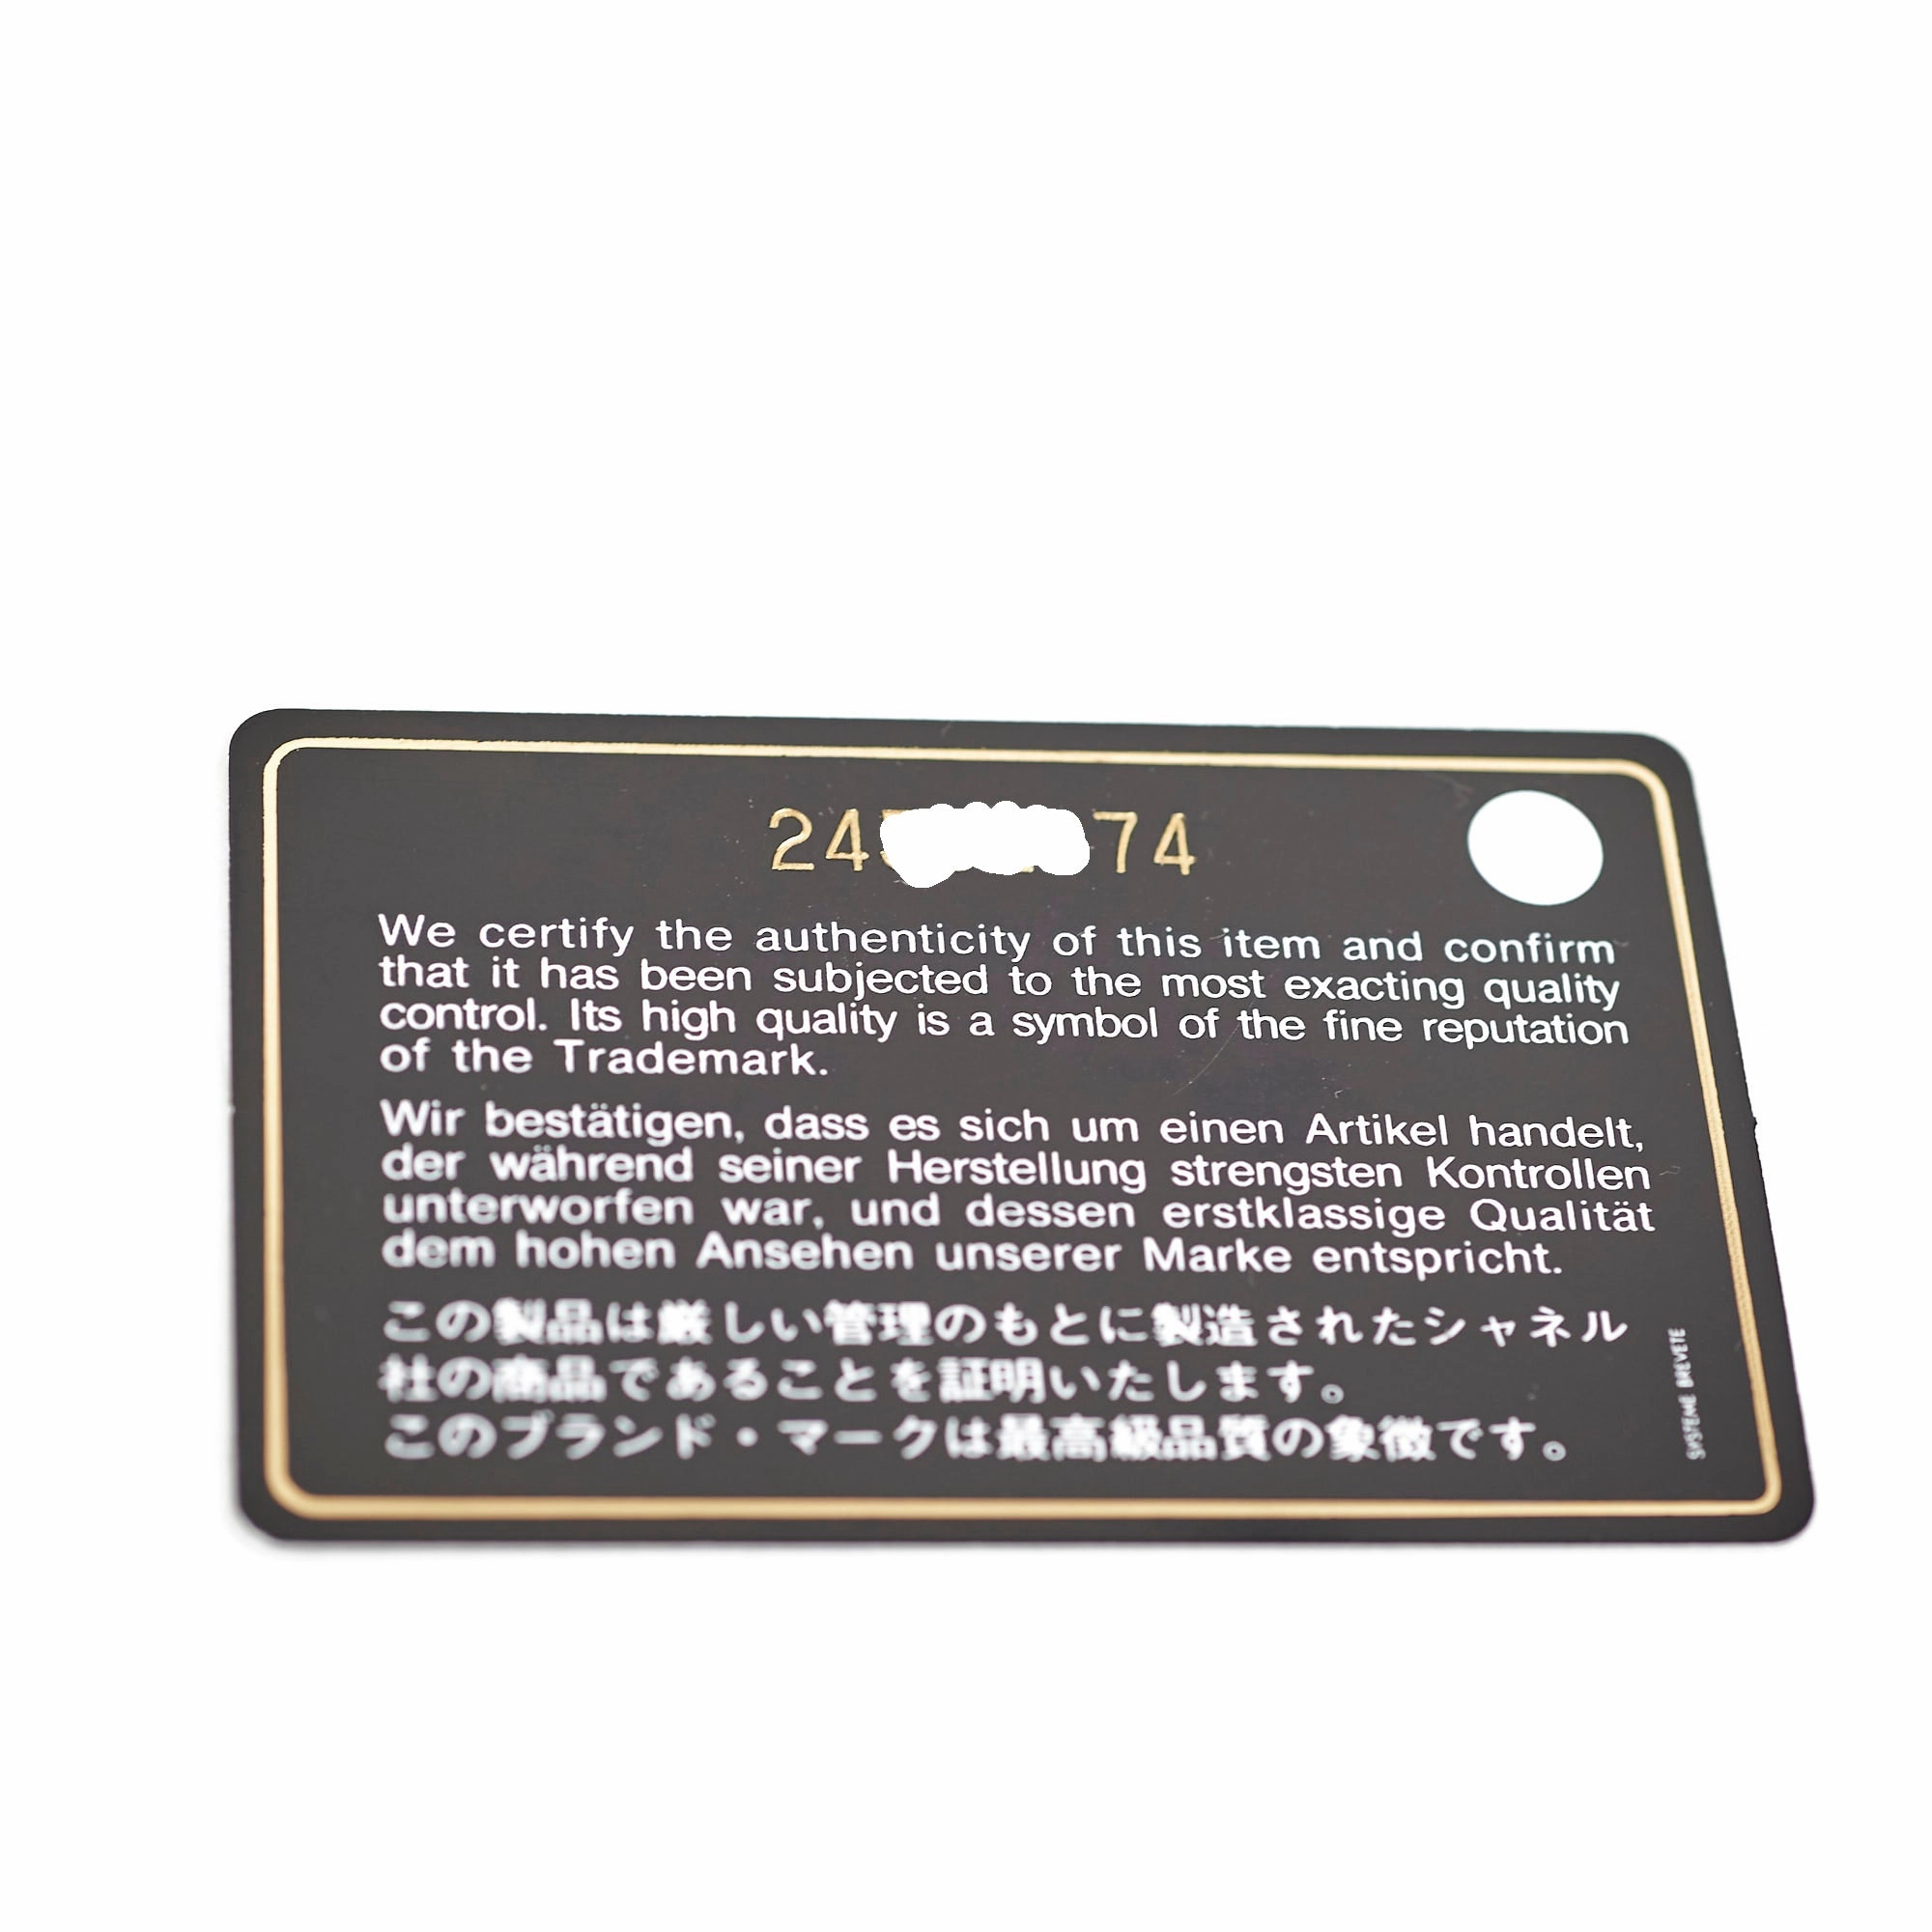 24 74
We certify the authenticity of this item and confirm
that it has been subjected to the most exacting quality
control. Its high quality is a symbol of the fine reputation
of the Trademark.
Wir bestätigen, dass es sich um einen Artikel handelt,
der während seiner Herstellung strengsten Kontrollen
unterworfen war, und dessen erstklassige Qualität
dem hohen Ansehen unserer Marke entspricht.
この製品は厳しい管理のもとに製造されたシャネル
社の商品であることを証明いたします。
このブランド・マークは最高級品質の象徴です。
SYSTEME BREVETE